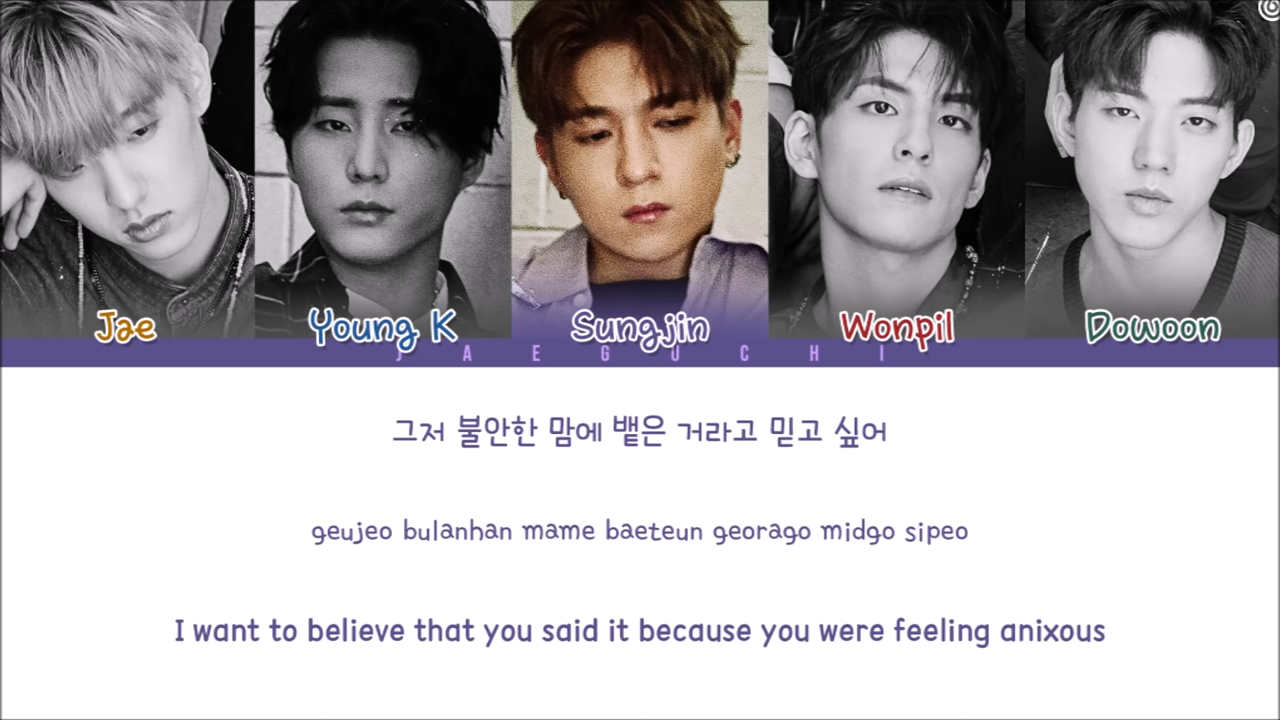 Jae Young K Sungjin Wonpil Dowoon
JAEGUCHI
그저 불안한 맘에 뱉은 거라고 믿고 싶어
geujeo bulanhan mame baeteun georago midgo sipeo
I want to believe that you said it because you were feeling anixous